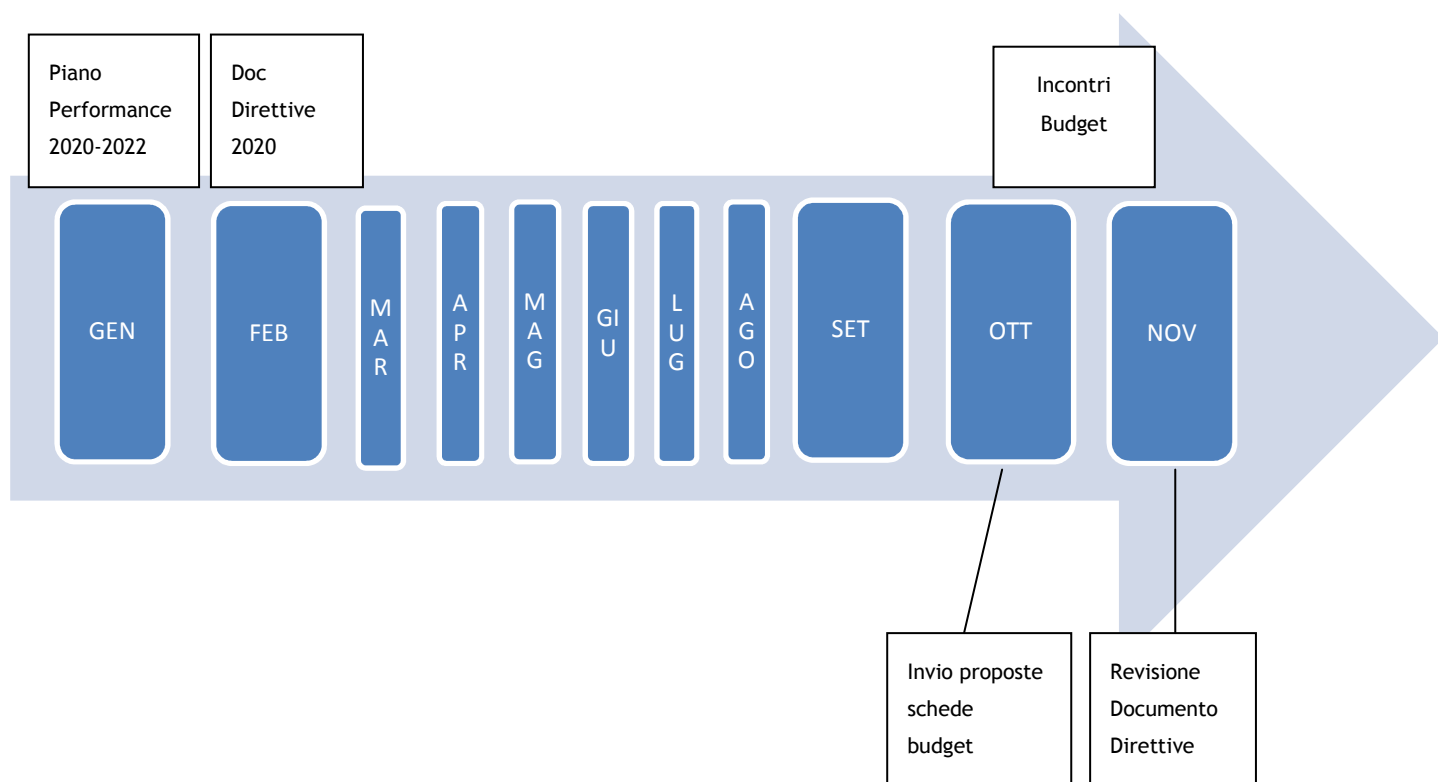 Piano
Performance
2020-2022
Doc
Direttive
2020
Incontri
Budget
GEN
FEB
M
A
R
A
P
R
M
A
G
GI
U
L
U
G
A
G
O
SET
OTT
NOV
Invio proposte
schede
budget
Revisione
Documento
Direttive